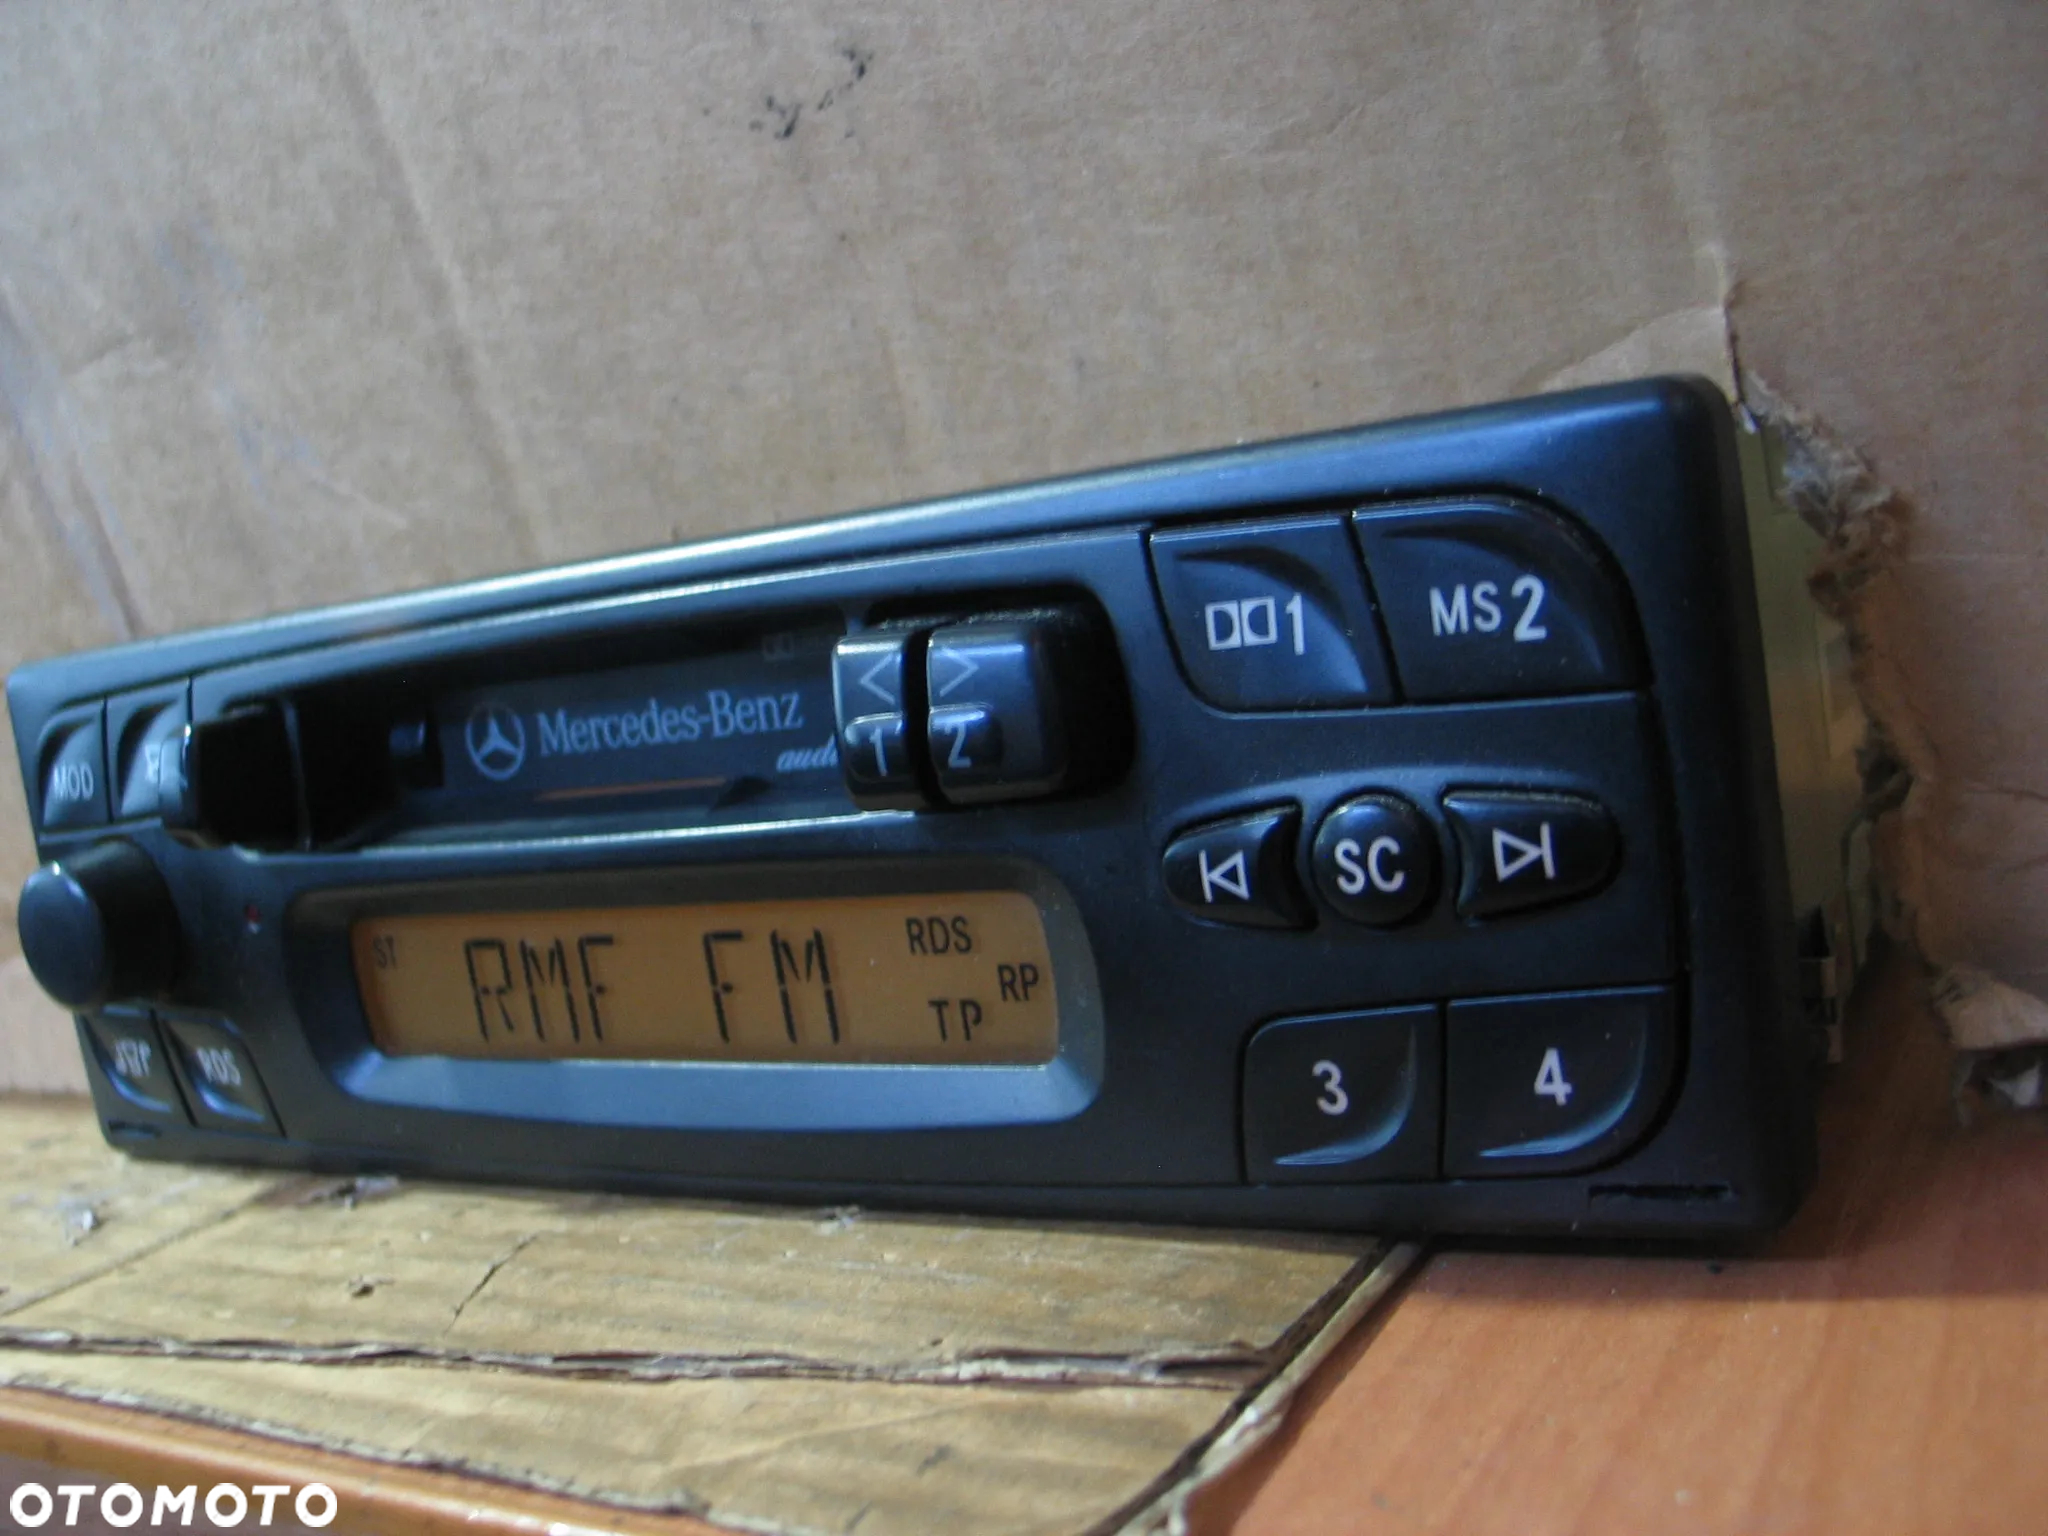 1
MS 2
< >
Mercedes-Benz
1 2
MOD
SC
ST RMF FM RDS
RP
TP
RDS
3 4
OTOMOTO